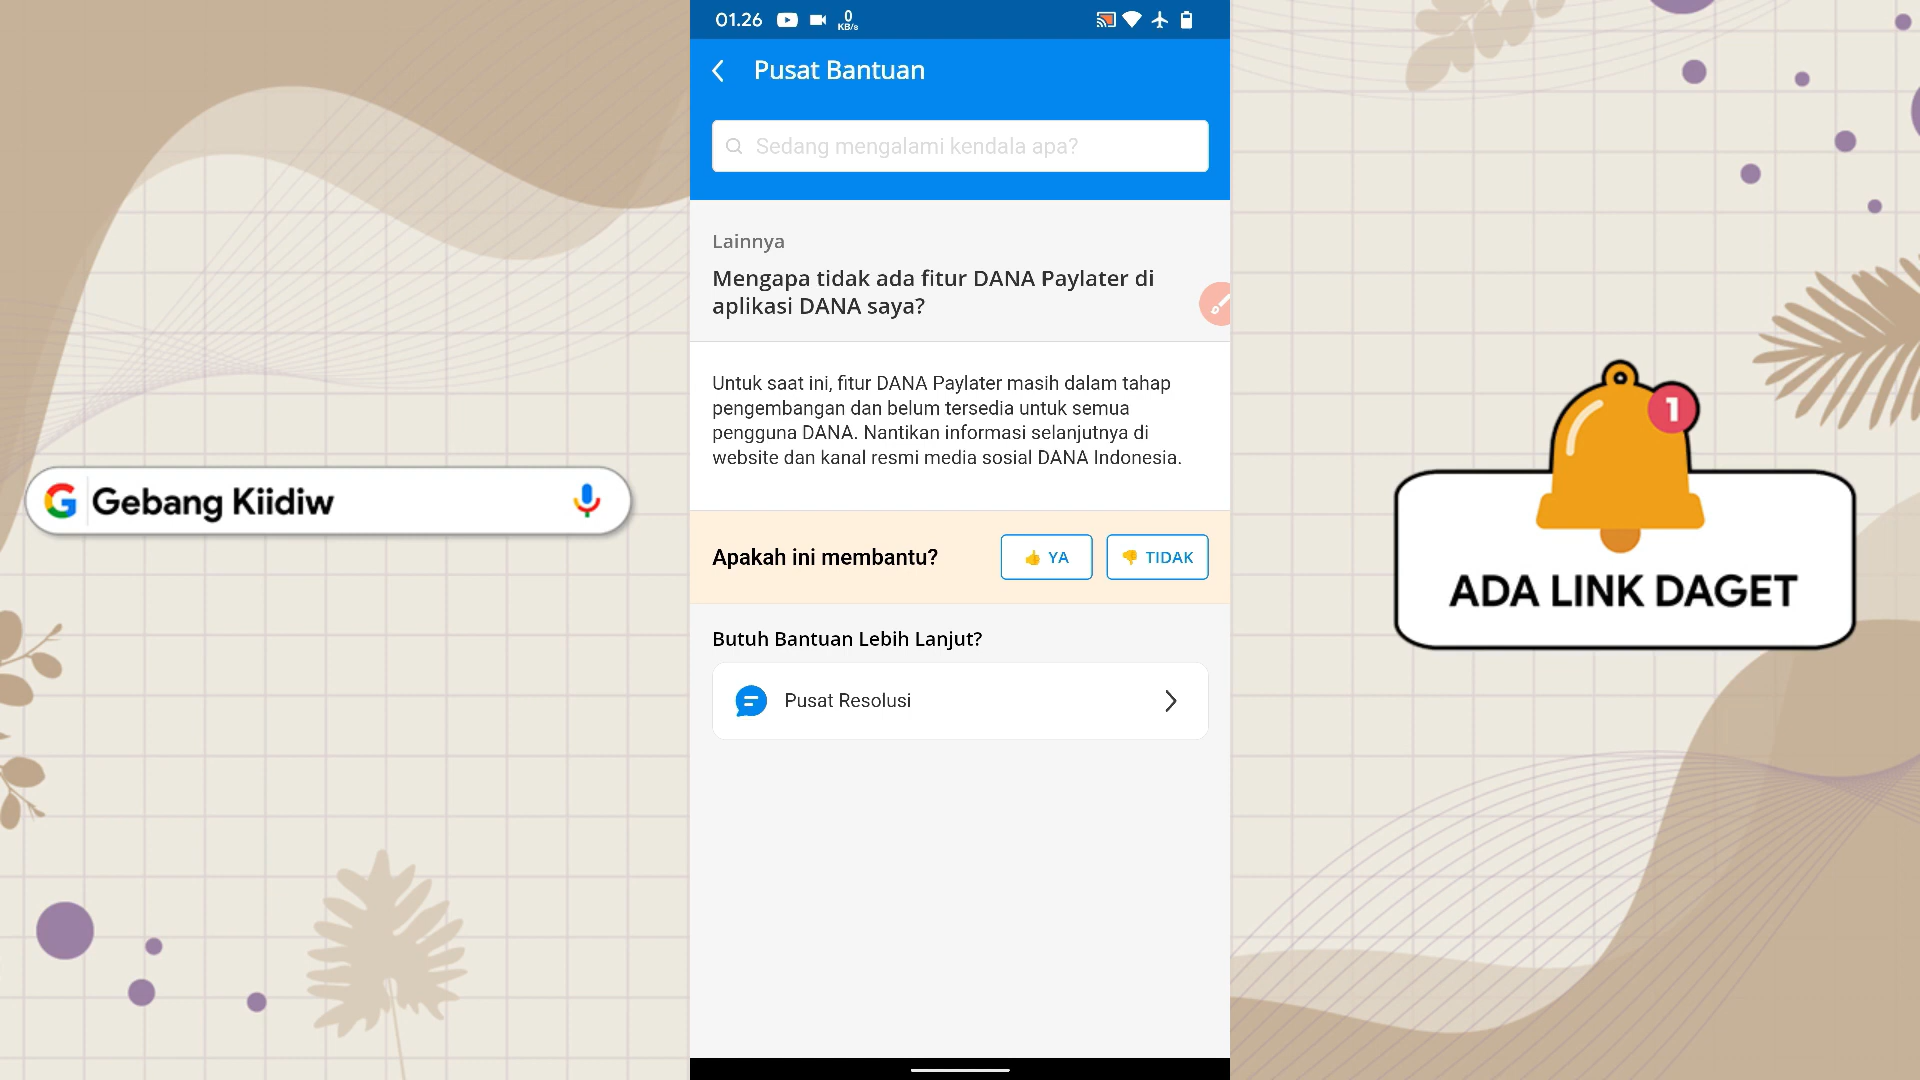 01.26
0
KB/s
Pusat Bantuan
Sedang mengalami kendala apa?
Lainnya
Mengapa tidak ada fitur DANA Paylater di
aplikasi DANA saya?
Untuk saat ini, fitur DANA Paylater masih dalam tahap
pengembangan dan belum tersedia untuk semua
pengguna DANA. Nantikan informasi selanjutnya di
website dan kanal resmi media sosial DANA Indonesia.
Apakah ini membantu?
YA
TIDAK
Butuh Bantuan Lebih Lanjut?
Pusat Resolusi
G Gebang Kiidiw
1
ADA LINK DAGET